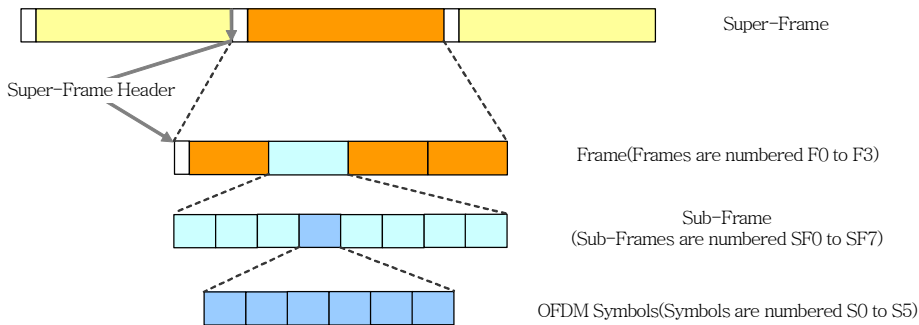 Super-Frame
Super-Frame Header
Frame(Frames are numbered F0 to F3)
Sub-Frame
(Sub-Frames are numbered SF0 to SF7)
OFDM Symbols(Symbols are numbered S0 to S5)